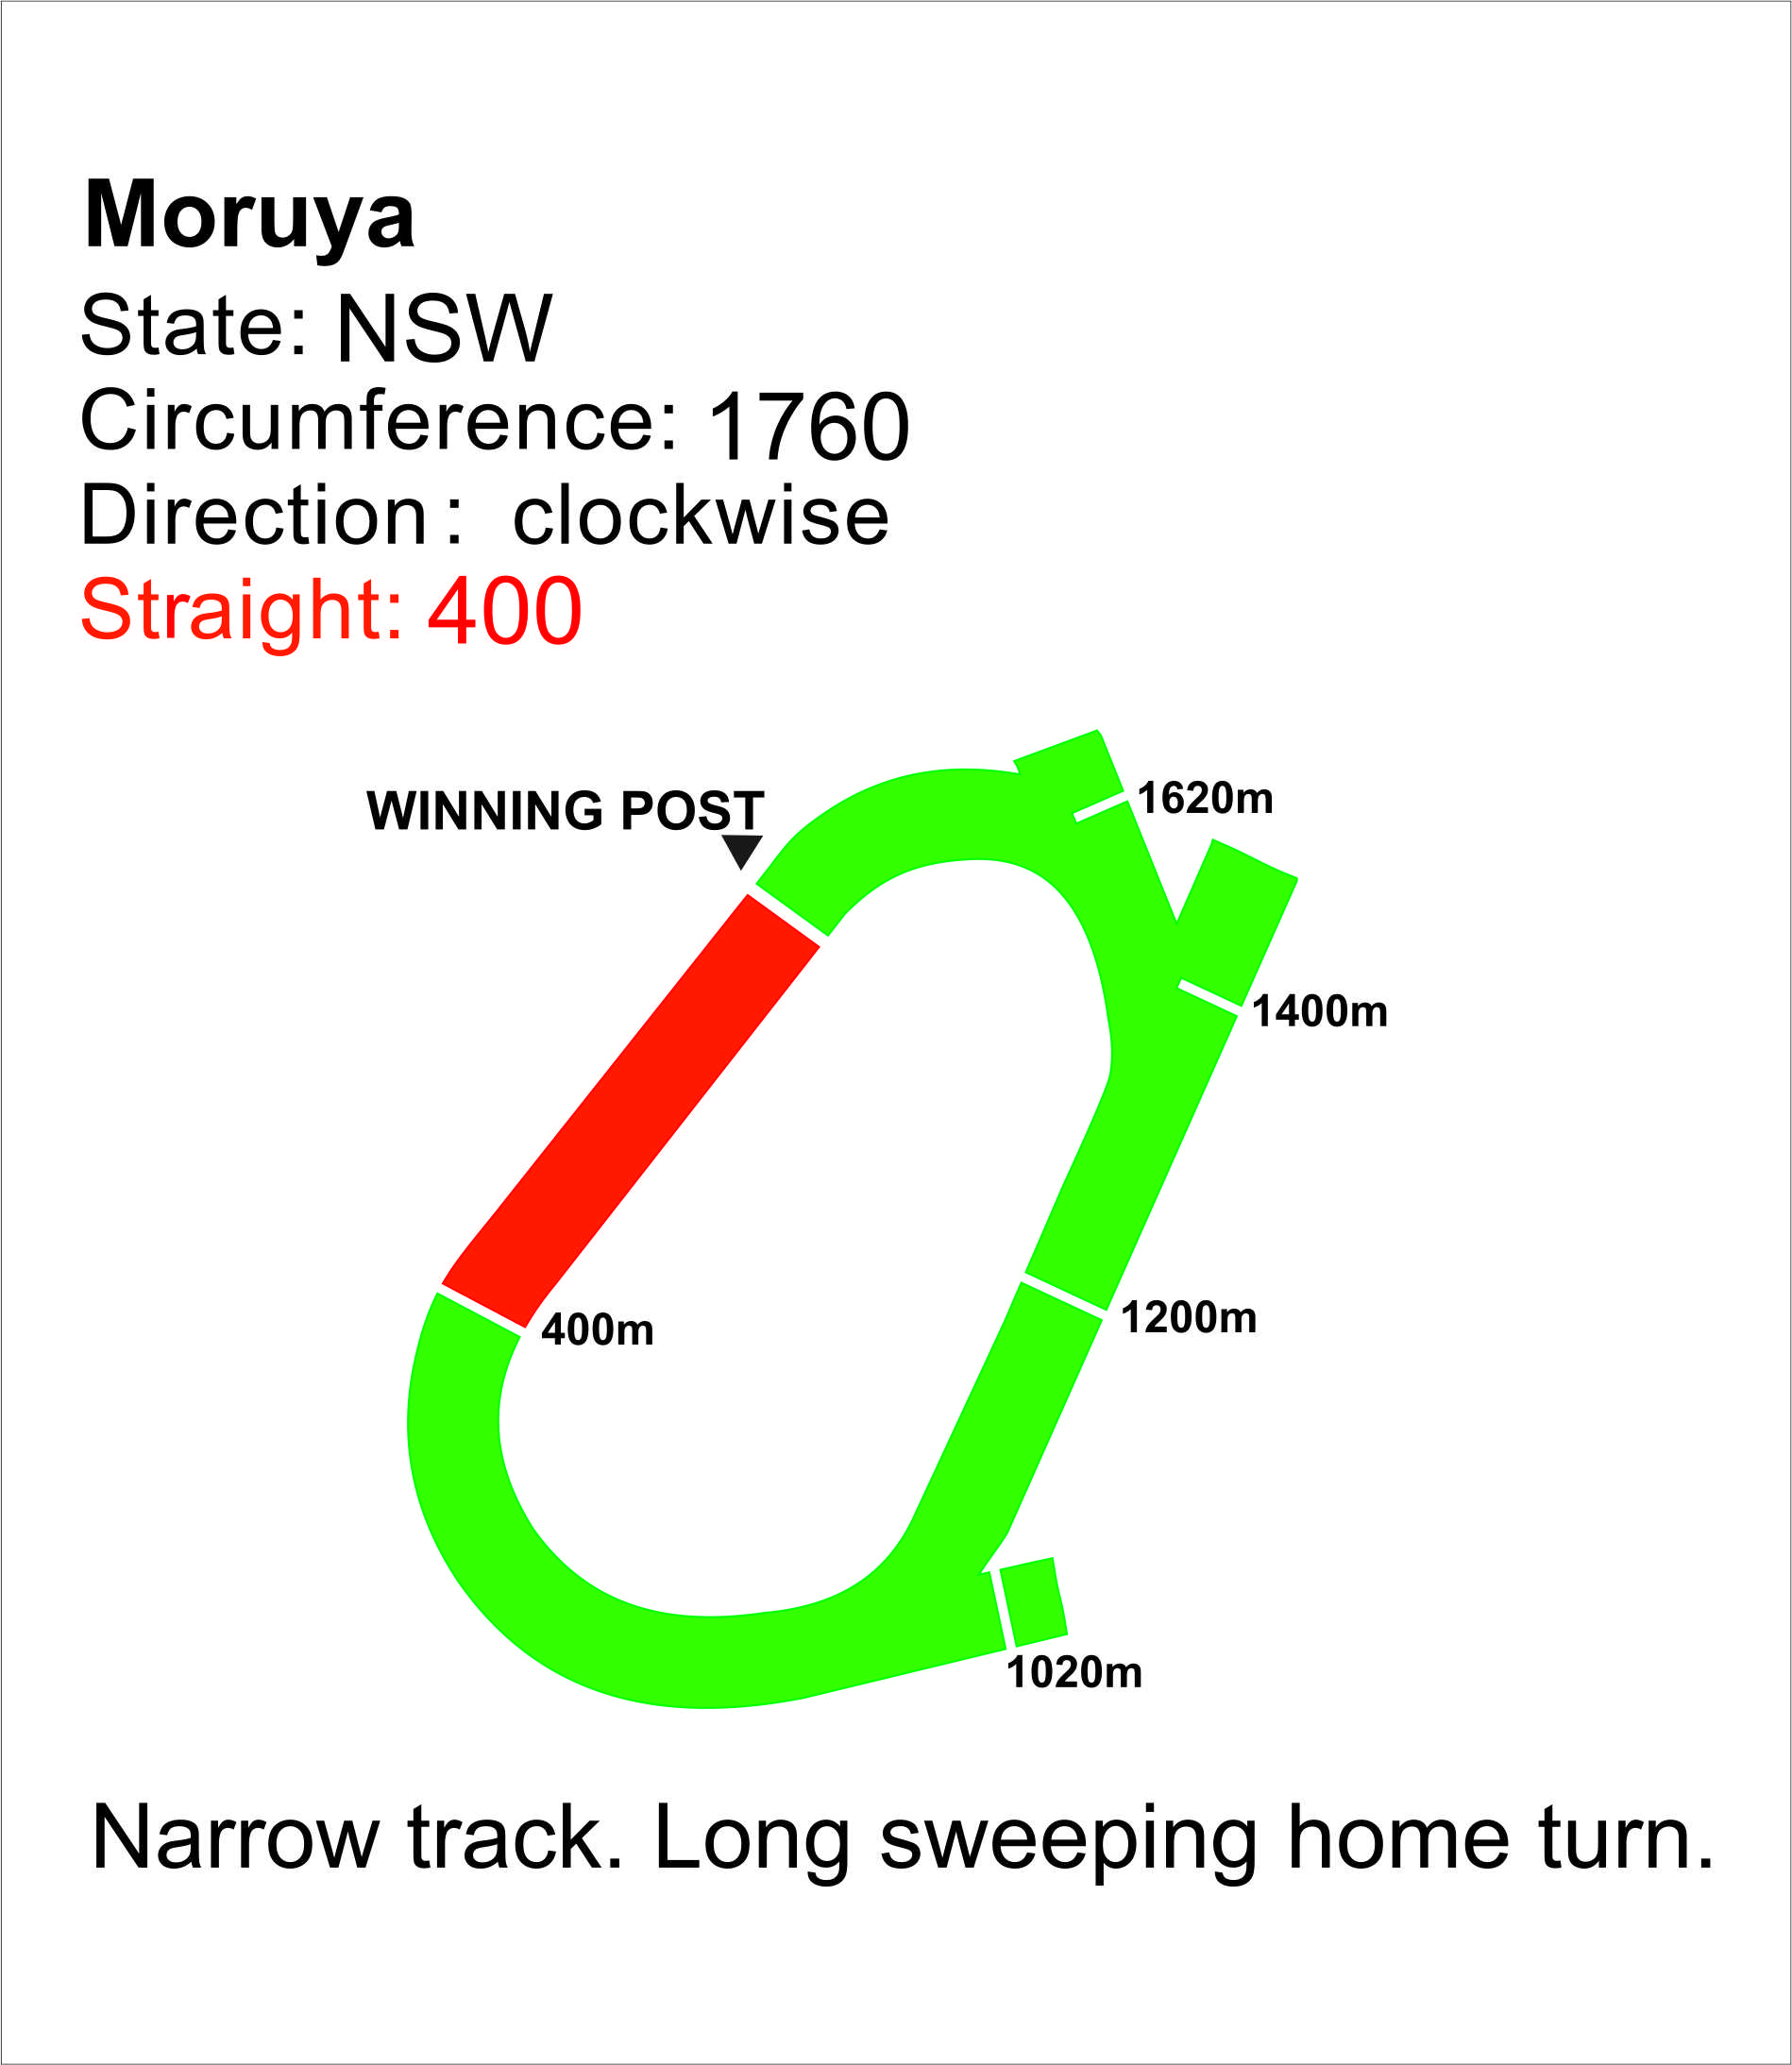 Moruya
State: NSW
Circumference: 1760
Direction : clockwise
Straight: 400
WINNING POST
1620m
1400m
1200m
400m
1020m
Narrow track. Long sweeping home turn.